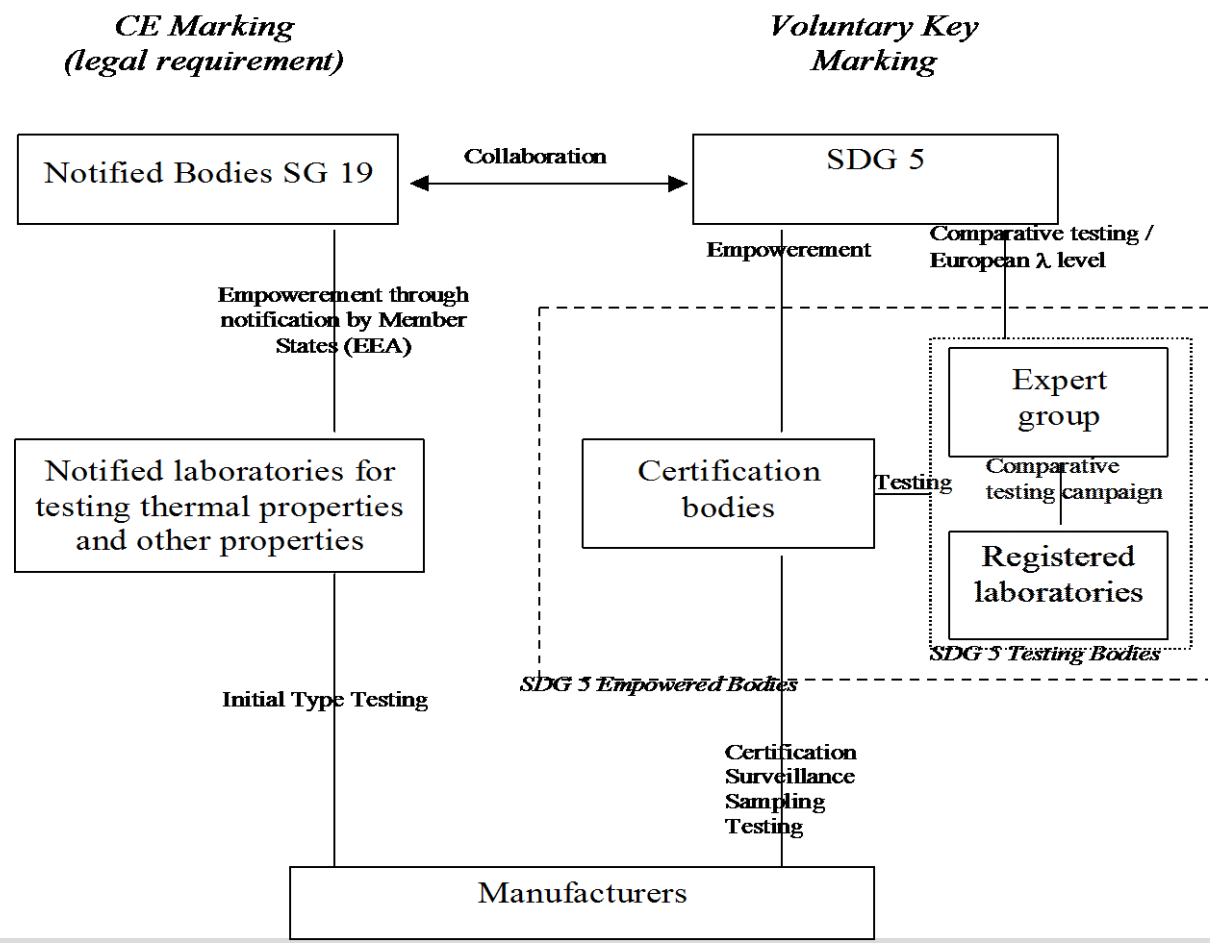 CE Marking
(legal requirement)
Voluntary Key
Marking
Notified Bodies SG 19
Collaboration
SDG 5
Empowerement
Comparative testing /
European λ level
Empowerement through
notification by Member
States (EEA)
Expert
group
Notified laboratories for
testing thermal properties
and other properties
Certification
bodies
Testing
Comparative
testing campaign
Registered
laboratories
SDG 5 Testing Bodies
SDG 5 Empowered Bodies
Initial Type Testing
Certification
Surveillance
Sampling
Testing
Manufacturers